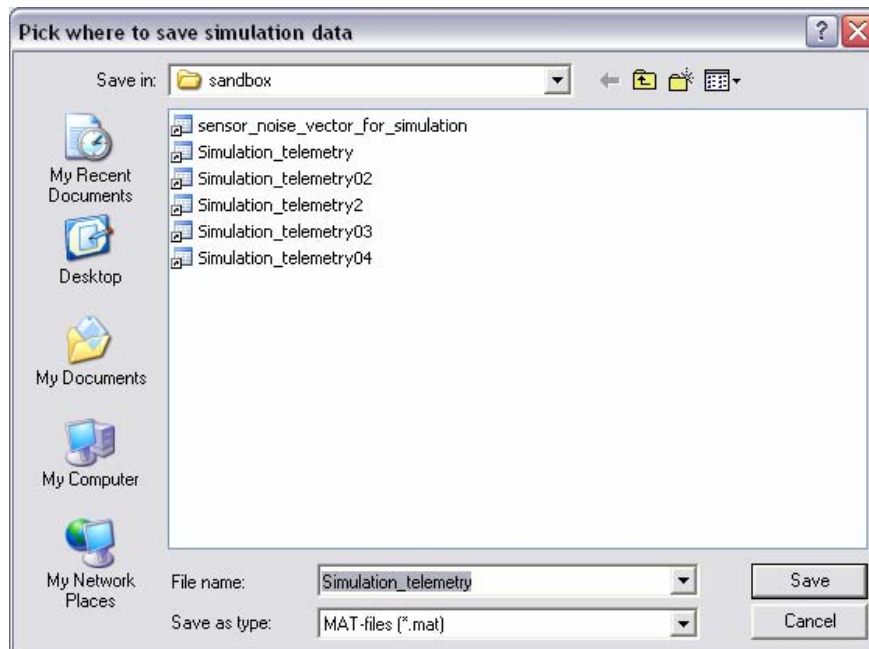 Pick where to save simulation data
Save in:
sandbox
My Recent
Documents
Desktop
My Documents
My Computer
My Network
Places
sensor_noise_vector_for_simulation
Simulation_telemetry
Simulation_telemetry02
Simulation_telemetry2
Simulation_telemetry03
Simulation_telemetry04
File name:
Simulation_telemetry
Save
Save as type:
MAT-files (*.mat)
Cancel